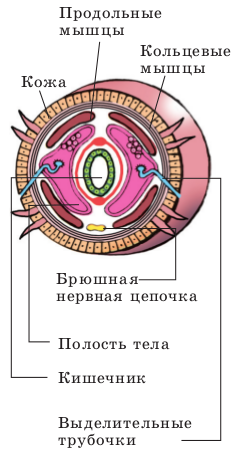 Продольные
мышцы
Кольцевые
мышцы
Кожа
Брюшная
нервная цепочка
Полость тела
Кишечник
Выделительные
трубочки